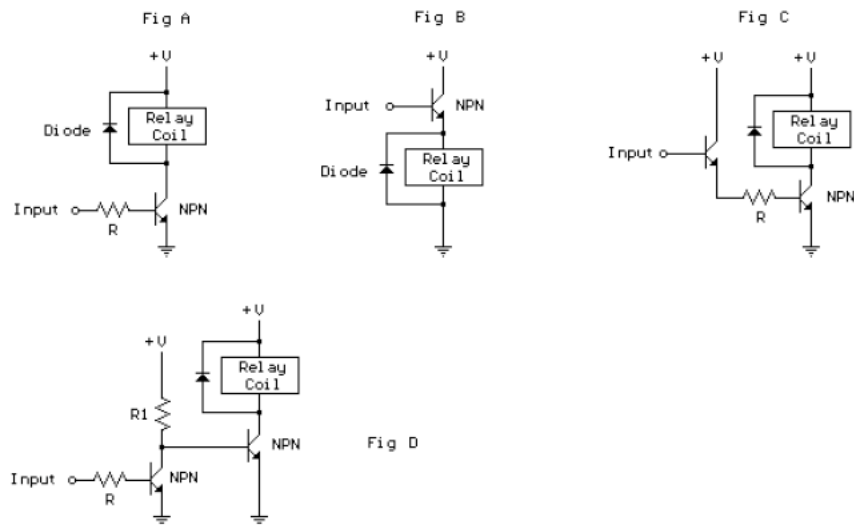 Fig A
+V
Diode
Relay
Coil
Input
R
NPN
Fig B
+V
Input
NPN
Diode
Relay
Coil
Fig C
+V
+V
Relay
Coil
Input
R
NPN
+V
+V
Relay
Coil
R1
NPN
Input
R
NPN
Fig D